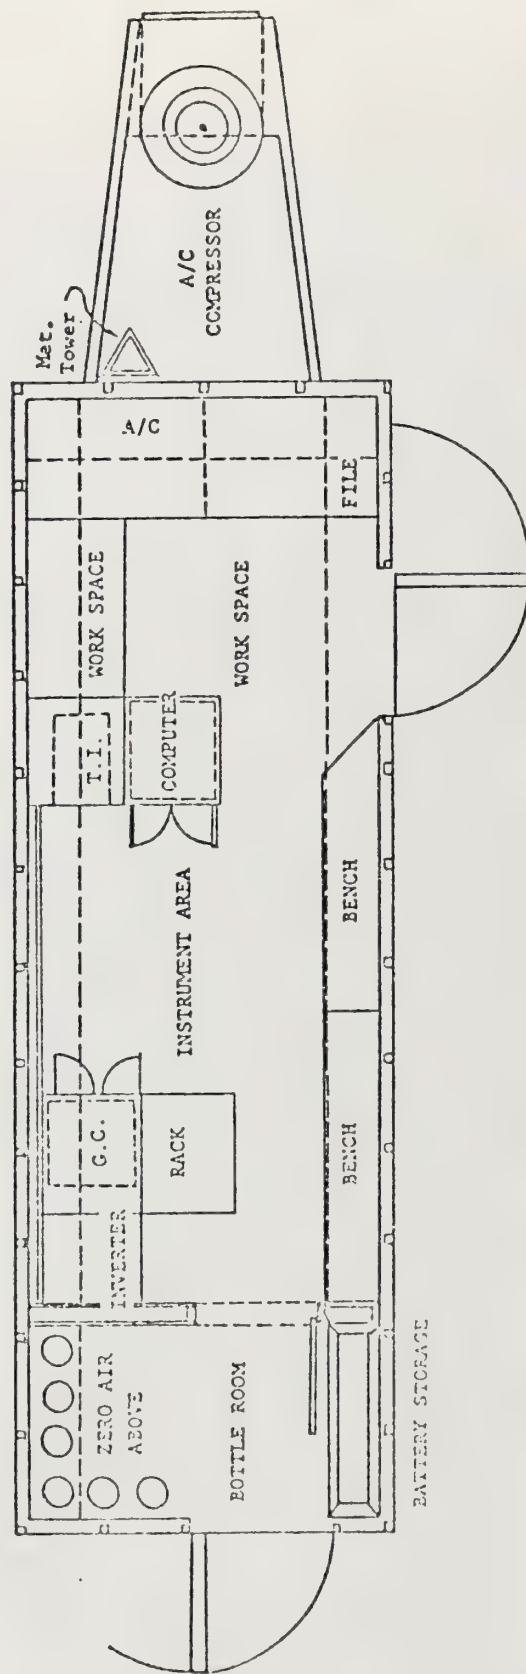 Met.
Tower
A/C
COMPRESSOR
A/C
FILE
WORK SPACE
WORK SPACE
T.I.
COMPUTER
INSTRUMENT AREA
BENCH
G.C.
RACK
BENCH
INVERTER
ZERO AIR
ABOVE
BOTTLE ROOM
BATTERY STORAGE